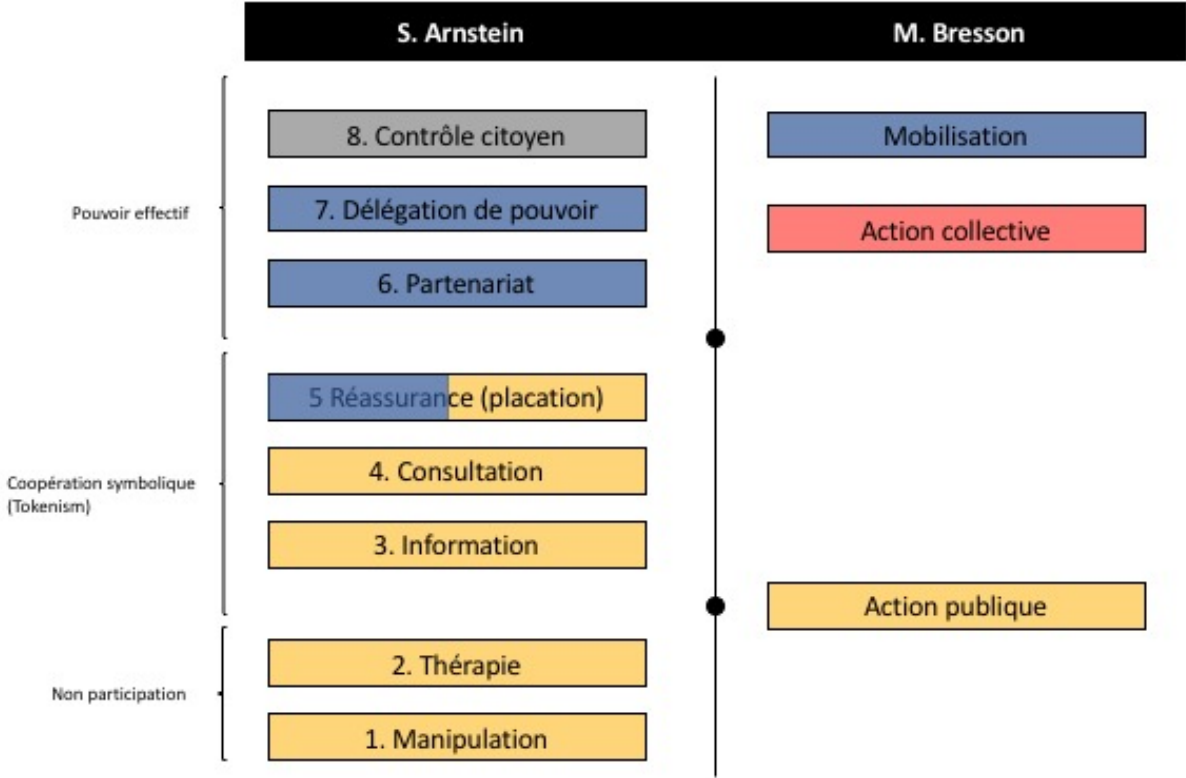 S. Arnstein
M. Bresson
Pouvoir effectif
8. Contrôle citoyen
7. Délégation de pouvoir
6. Partenariat
Mobilisation
Action collective
Coopération symbolique
(Tokenism)
5 Réassurance (placation)
4. Consultation
3. Information
Action publique
Non participation
2. Thérapie
1. Manipulation